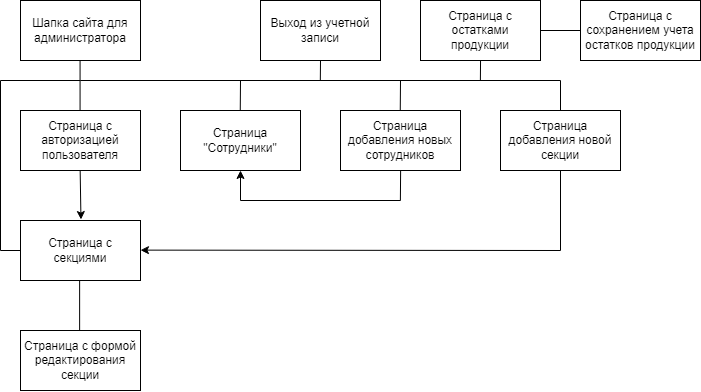 Шапка сайта для
администратора
Выход из учетной
записи
Страница с
остатками
продукции
Страница с
сохранением учета
остатков продукции
Страница с
авторизацией
пользователя
Страница
"Сотрудники"
Страница
добавления новых
сотрудников
Страница
добавления новой
секции
Страница с
секциями
Страница с формой
редактирования
секции